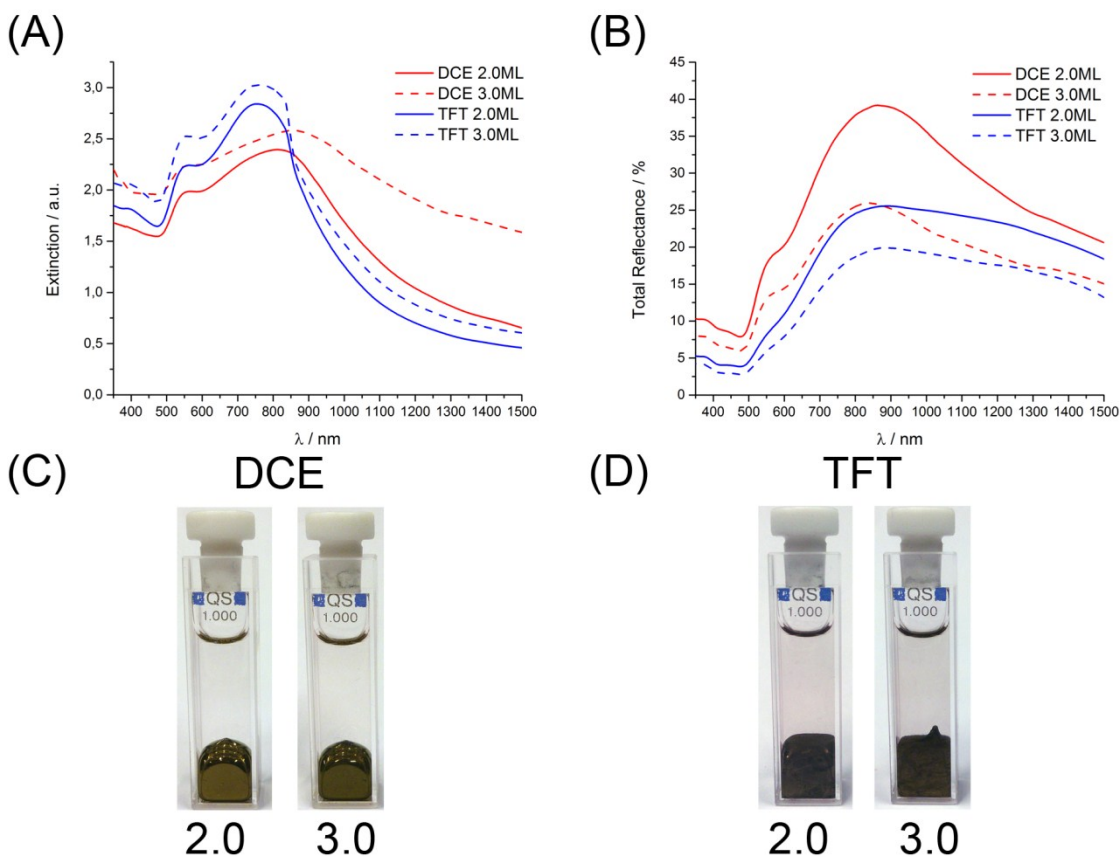 (A)
DCE 2.0ML
DCE 3.0ML
TFT 2.0ML
TFT 3.0ML
Extinction / a.u.
3,0
2,5
2,0
1,5
1,0
0,5
0,0
400 500 600 700 800 900 1000 1100 1200 1300 1400 1500
λ / nm
(B)
DCE 2.0ML
DCE 3.0ML
TFT 2.0ML
TFT 3.0ML
Total Reflectance / %
45
40
35
30
25
20
15
10
5
0
400 500 600 700 800 900 1000 1100 1200 1300 1400 1500
λ / nm
(C) DCE
QS
1.000
QS
1.000
2.0 3.0
(D) TFT
QS
1.000
QS
1.000
2.0 3.0